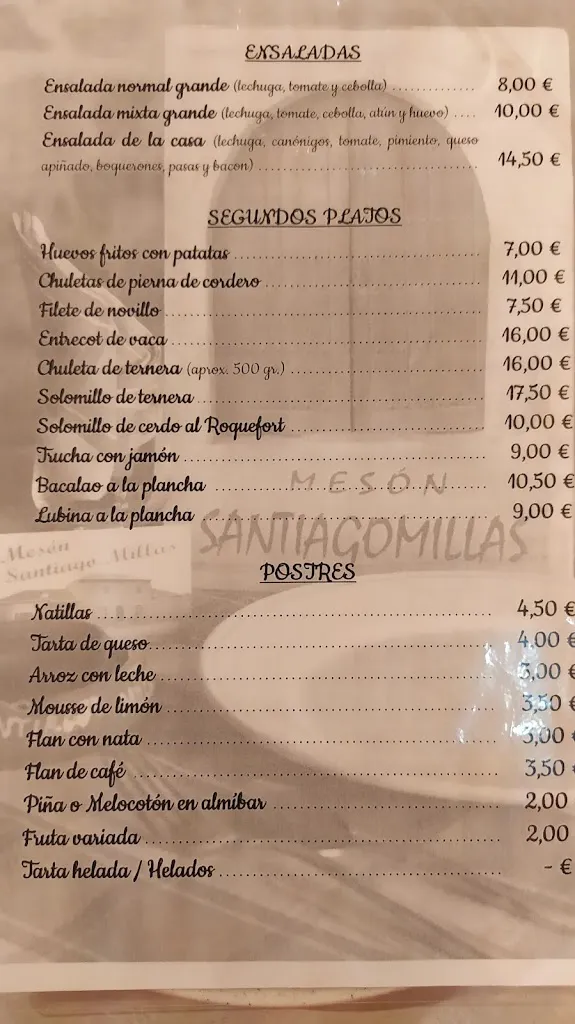 ENSALADAS
Ensalada normal grande (lechuga, tomate y cebolla) .............. 8,00 €
Ensalada mixta grande (lechuga, tomate, cebolla, atún y huevo) .... 10,00 €
Ensalada de la casa (lechuga, canónigos, tomate, pimiento, queso
apiñado, boquerones, pasas y bacon) .............. 14,50 €
SEGUNDOS PLATOS
Huevos fritos con patatas .............. 7,00 €
Chuletas de pierna de cordero .............. 11,00 €
Filete de novillo .............. 7,50 €
Entrecot de vaca .............. 16,00 €
Chuleta de ternera (aprox. 500 gr.) .............. 16,00 €
Solomillo de ternera .............. 17,50 €
Solomillo de cerdo al Roquefort .............. 10,00 €
Trucha con jamón .............. 9,00 €
Bacalao a la plancha .............. 10,50 €
Lubina a la plancha .............. 9,00 €
MESÓN
SANTIAGOMILLAS
Mesón
Santiago Millas
POSTRES
Natillas .............. 4,50 €
Tarta de queso .............. 4,00 €
Arroz con leche .............. 3,00 €
Mousse de limón .............. 3,50 €
Flan con nata .............. 3,00 €
Flan de café .............. 3,50 €
Piña o Melocotón en almíbar .............. 2,00
Fruta variada .............. 2,00
Tarta helada / Helados .............. - €